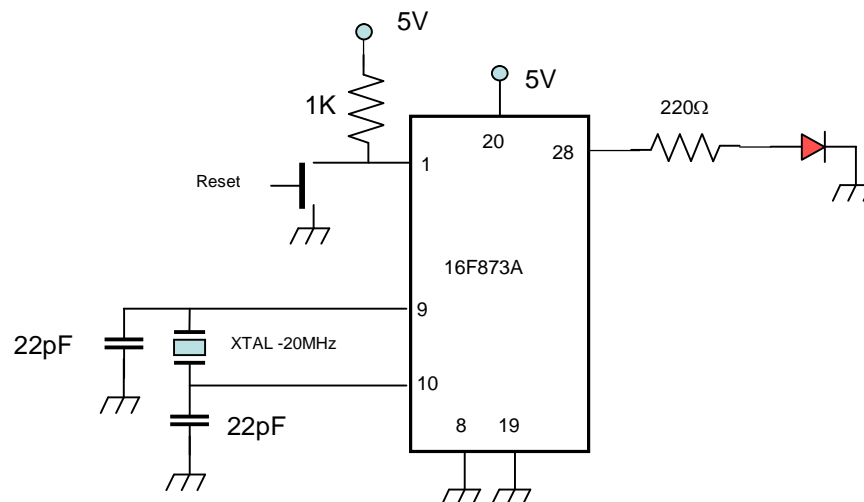 5V
5V
1K
220Ω
20
28
1
Reset
16F873A
9
22pF
XTAL -20MHz
10
22pF
8
19